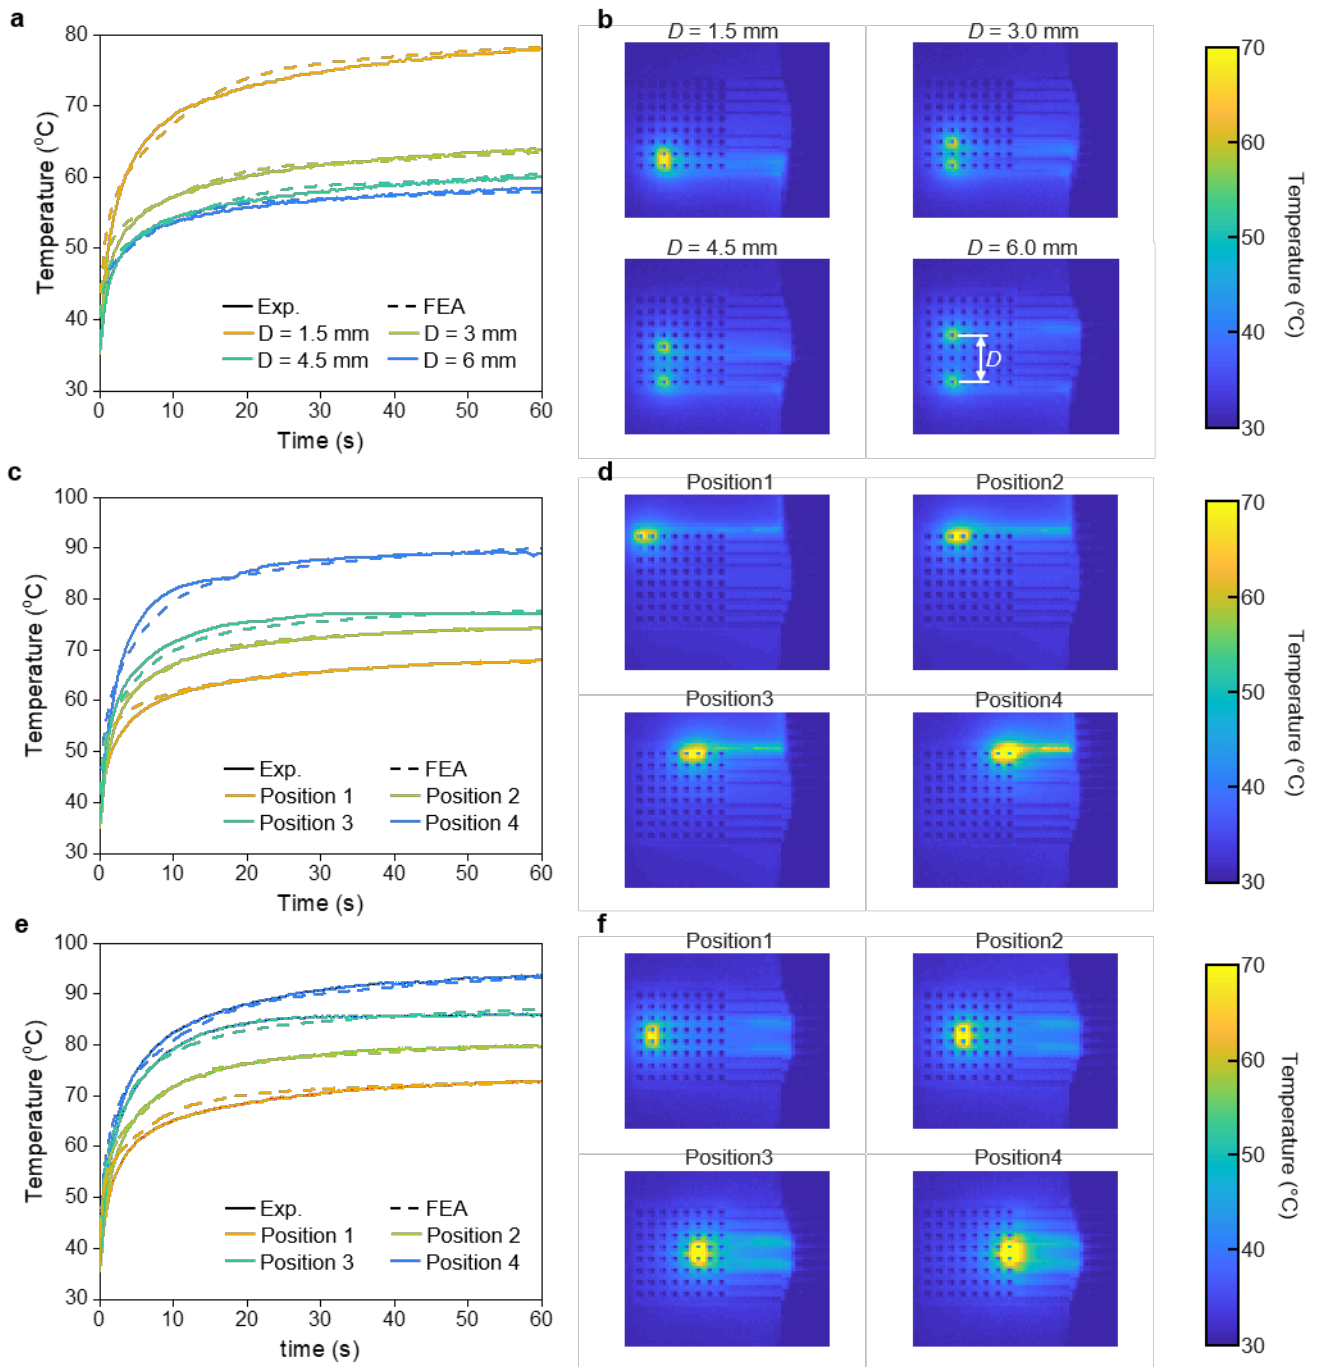 a
80
70
60
50
40
30
Temperature (⁰C)
Exp.
FEA
D = 1.5 mm
D = 3 mm
D = 4.5 mm
D = 6 mm
0
10
20
30
40
50
60
Time (s)
b
D = 1.5 mm
D = 3.0 mm
D = 4.5 mm
D = 6.0 mm
D
70
60
50
40
30
Temperature (°C)
c
100
90
80
70
60
50
40
30
Temperature (⁰C)
Exp.
FEA
Position 1
Position 2
Position 3
Position 4
0
10
20
30
40
50
60
Time (s)
d
Position1
Position2
Position3
Position4
70
60
50
40
30
Temperature (°C)
e
100
90
80
70
60
50
40
30
Temperature (⁰C)
Exp.
FEA
Position 1
Position 2
Position 3
Position 4
0
10
20
30
40
50
60
time (s)
f
Position1
Position2
Position3
Position4
70
60
50
40
30
Temperature (°C)